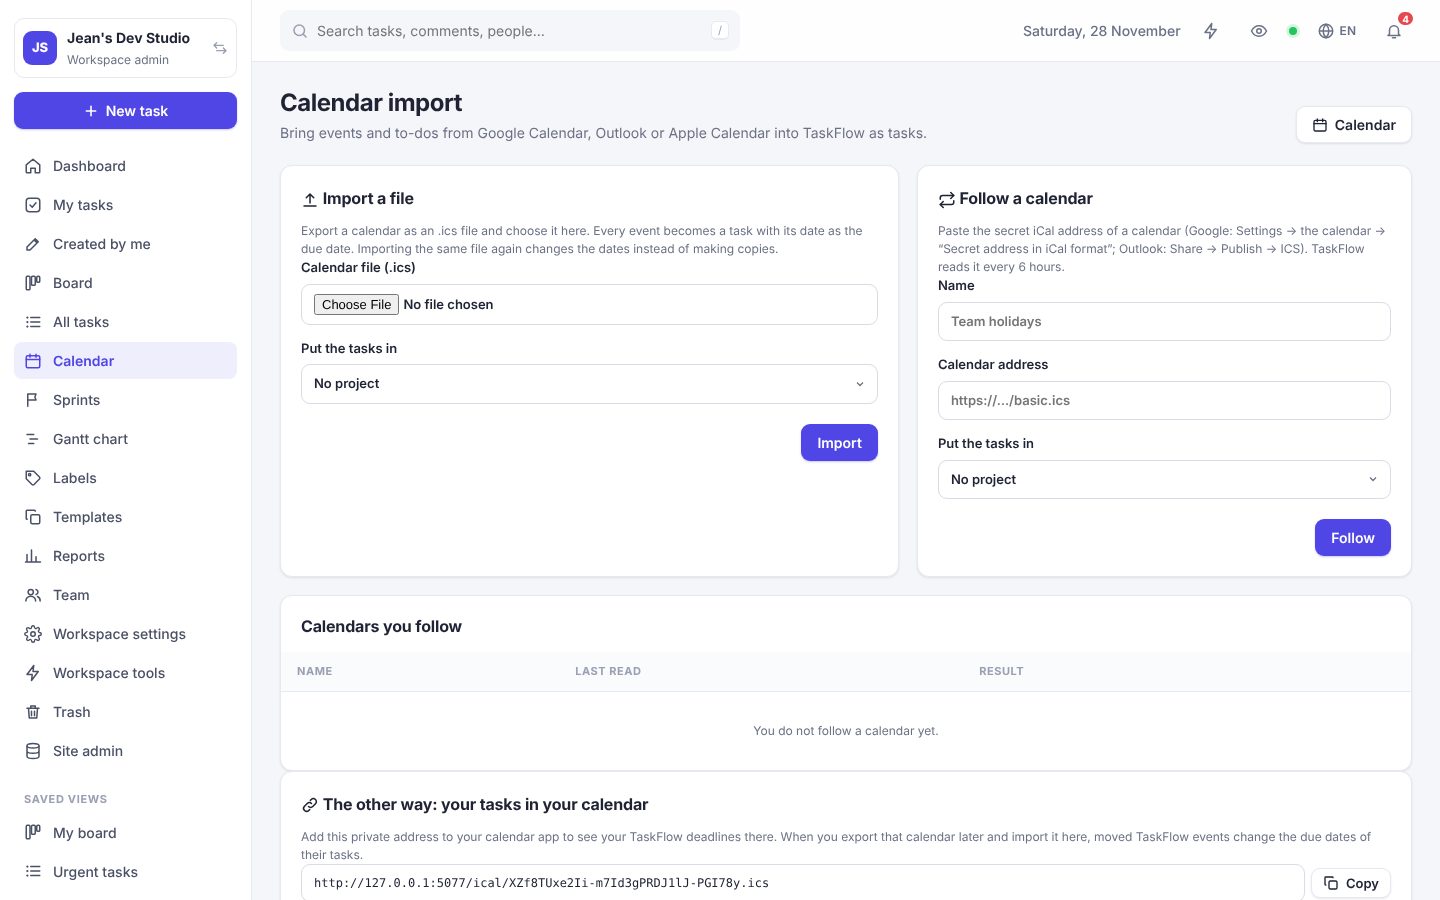 JS
Jean's Dev Studio
Workspace admin
New task
Dashboard
My tasks
Created by me
Board
All tasks
Calendar
Sprints
Gantt chart
Labels
Templates
Reports
Team
Workspace settings
Workspace tools
Trash
Site admin
SAVED VIEWS
My board
Urgent tasks
Search tasks, comments, people...
/
Saturday, 28 November
EN
4
Calendar import
Bring events and to-dos from Google Calendar, Outlook or Apple Calendar into TaskFlow as tasks.
Calendar
Import a file
Export a calendar as an .ics file and choose it here. Every event becomes a task with its date as the
due date. Importing the same file again changes the dates instead of making copies.
Calendar file (.ics)
Choose File No file chosen
Put the tasks in
No project
Import
Follow a calendar
Paste the secret iCal address of a calendar (Google: Settings → the calendar →
“Secret address in iCal format”; Outlook: Share → Publish → ICS). TaskFlow
reads it every 6 hours.
Name
Team holidays
Calendar address
https://.../basic.ics
Put the tasks in
No project
Follow
Calendars you follow
NAME LAST READ RESULT
You do not follow a calendar yet.
The other way: your tasks in your calendar
Add this private address to your calendar app to see your TaskFlow deadlines there. When you export that calendar later and import it here, moved TaskFlow events change the due dates of
their tasks.
http://127.0.0.1:5077/ical/XZf8TUxe2Ii-m7Id3gPRDJ1lJ-PGI78y.ics
Copy